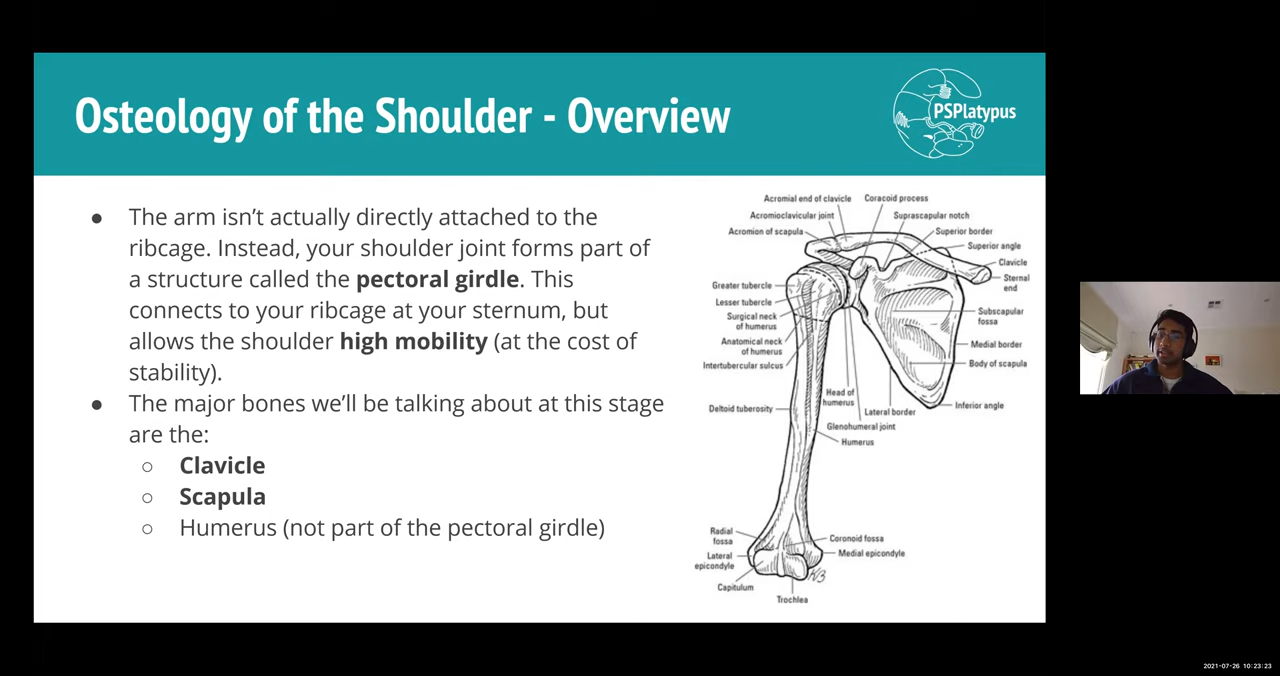 Osteology of the Shoulder - Overview
PSPlatypus
● The arm isn't actually directly attached to the
ribcage. Instead, your shoulder joint forms part of
a structure called the pectoral girdle. This
connects to your ribcage at your sternum, but
allows the shoulder high mobility (at the cost of
stability).
● The major bones we'll be talking about at this stage
are the:
○ Clavicle
○ Scapula
○ Humerus (not part of the pectoral girdle)
Acromial end of clavicle
Coracoid process
Acromioclavicular joint
Suprascapular notch
Acromion of scapula
Superior border
Superior angle
Clavicle
Sternal
end
Greater tubercle
Lesser tubercle
Surgical neck
of humerus
Anatomical neck
of humerus
Intertubercular sulcus
Subscapular
fossa
Medial border
Body of scapula
Head of
humerus
Lateral border
Inferior angle
Deltoid tuberosity
Glenohumeral joint
Humerus
Radial
fossa
Lateral
epicondyle
Capitulum
Trochlea
Coronoid fossa
Medial epicondyle
KB
2021-07-26 10:23:23